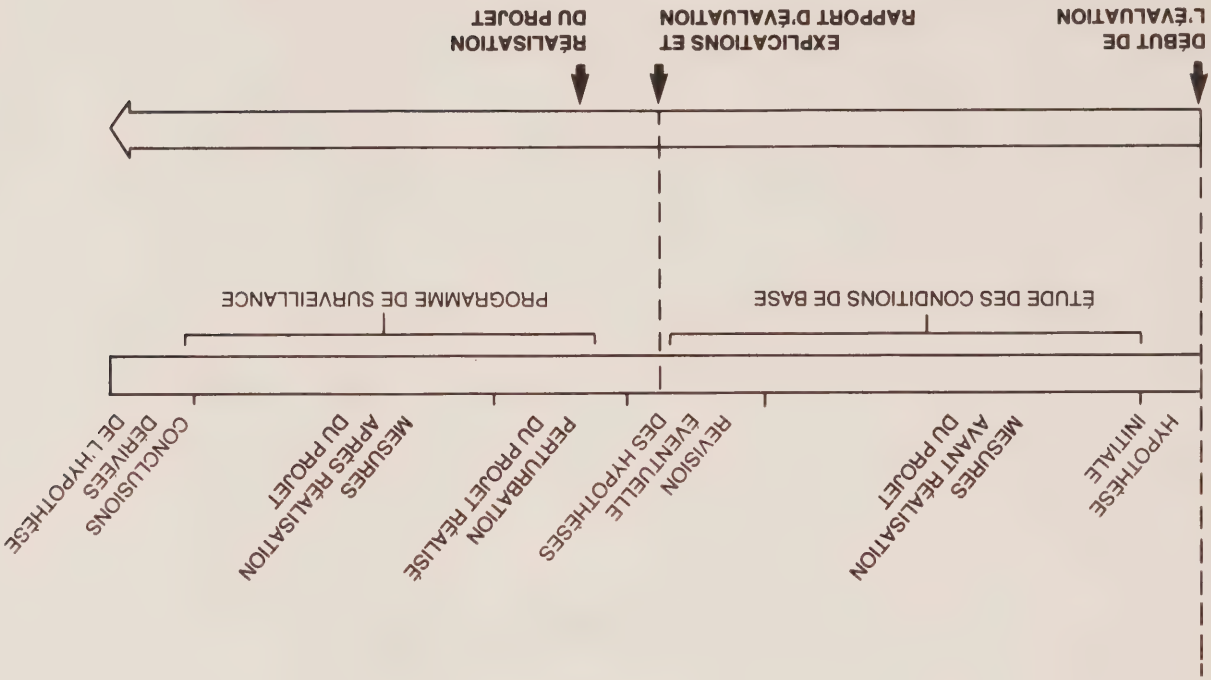 HYPOTHÈSE
INITIALE
MESURES
AVANT RÉALISATION
DU PROJET
RÉVISION
ÉVENTUELLE
DES HYPOTHÈSES
PERTURBATION
DU PROJET RÉALISÉ
MESURES
APRÈS RÉALISATION
DU PROJET
CONCLUSIONS
DÉRIVÉES
DE L'HYPOTHÈSE
ÉTUDE DES CONDITIONS DE BASE
PROGRAMME DE SURVEILLANCE
DÉBUT DE
L'ÉVALUATION
EXPLICATIONS ET
RAPPORT D'ÉVALUATION
RÉALISATION
DU PROJET